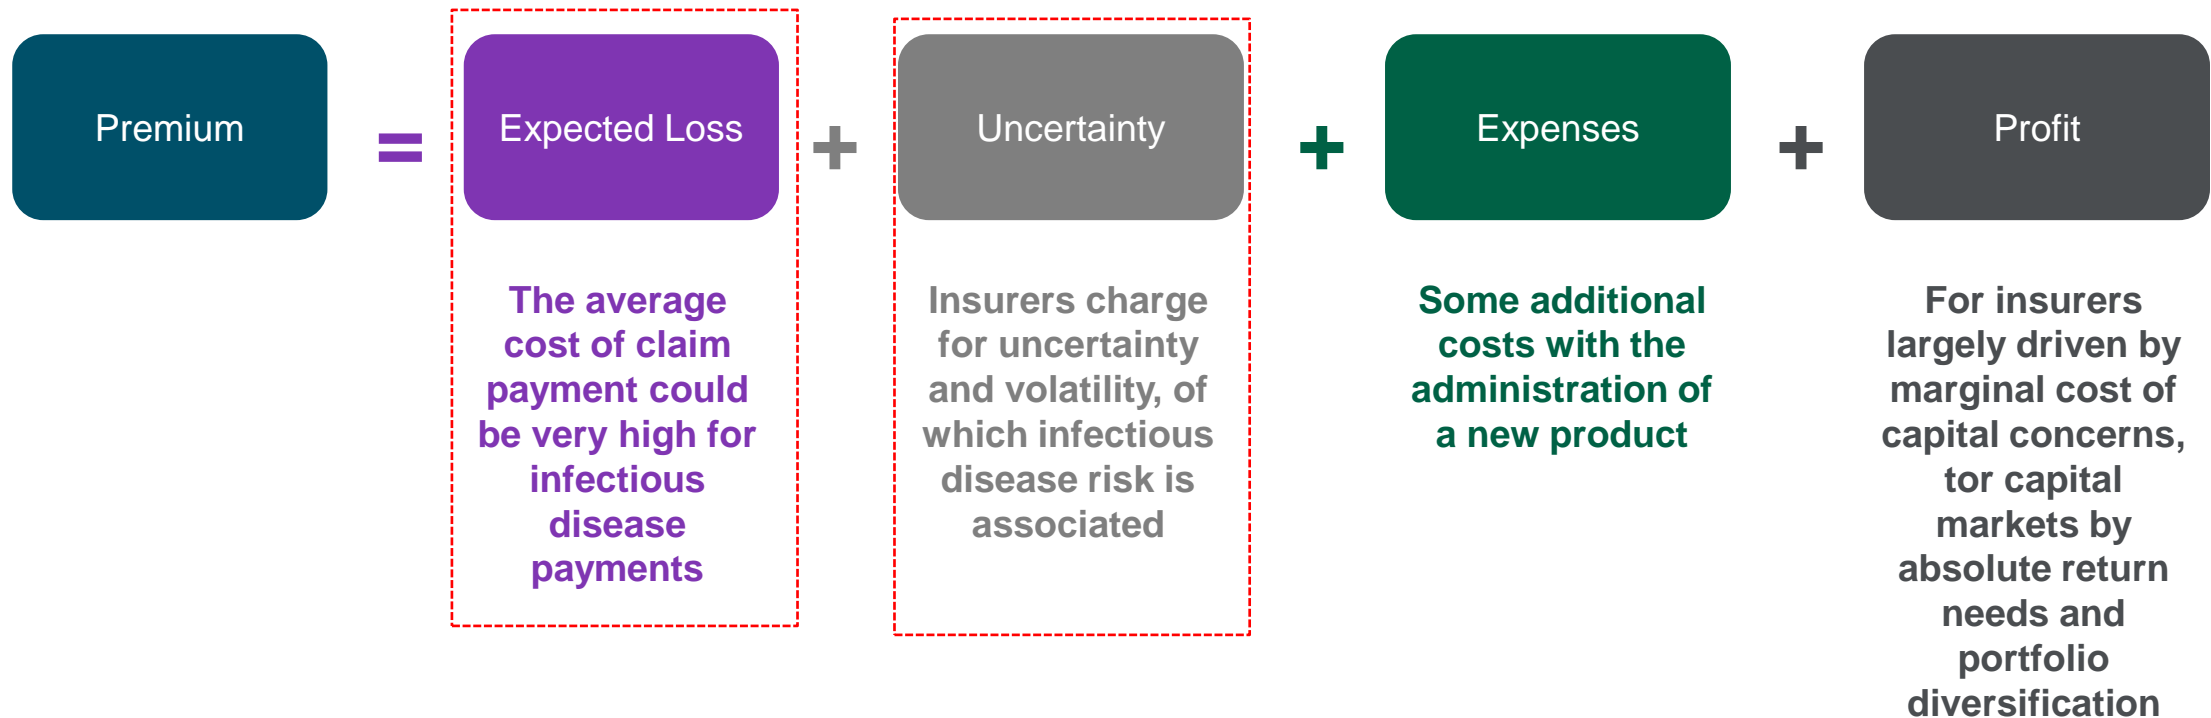 Premium
=
Expected Loss
+
Uncertainty
+
Expenses
+
Profit
The average
cost of claim
payment could
be very high for
infectious
disease
payments
Insurers charge
for uncertainty
and volatility, of
which infectious
disease risk is
associated
Some additional
costs with the
administration of
a new product
For insurers
largely driven by
marginal cost of
capital concerns,
tor capital
markets by
absolute return
needs and
portfolio
diversification